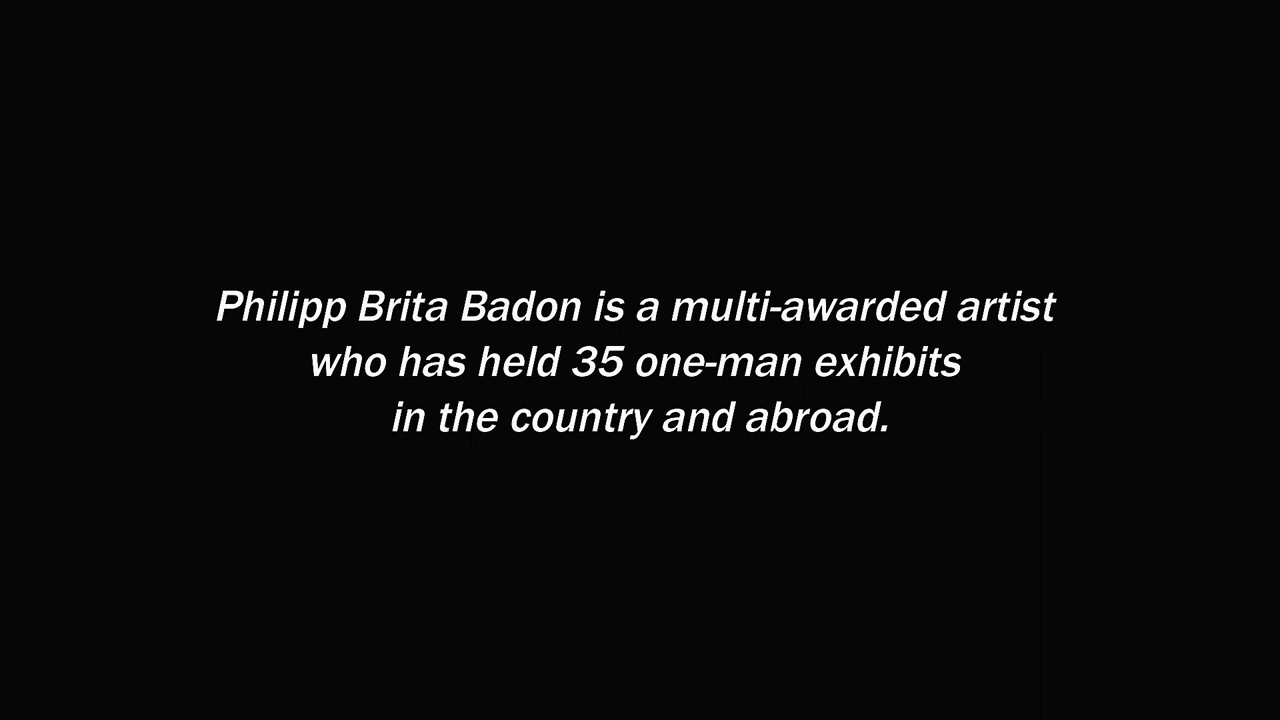 Philipp Brita Badon is a multi-awarded artist
who has held 35 one-man exhibits
in the country and abroad.